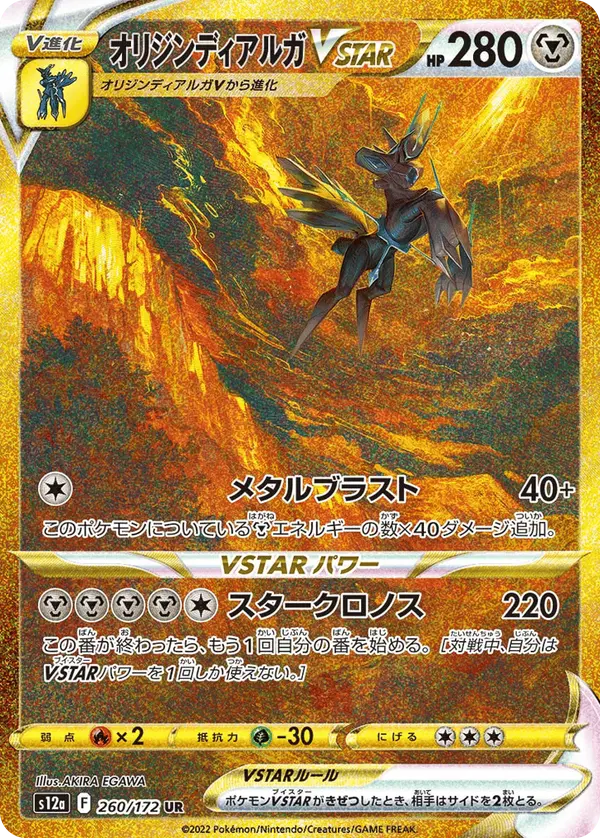 V進化
オリジンディアルガVSTAR
HP 280
オリジンディアルガVから進化
メタルブラスト 40+
このポケモンについているエネルギーの数×40ダメージ追加。
VSTARパワー
スタークロノス 220
この番が終わったら、もう1回自分の番を始める。[対戦中、自分は
VSTARパワーを1回しか使えない。]
弱点 ×2 抵抗力 -30 にげる
Illus. AKIRA EGAWA
VSTARルール
s12a F 260/172 UR
ポケモンVSTARがきぜつしたとき、相手はサイドを2枚とる。
©2022 Pokémon/Nintendo/Creatures/GAME FREAK.